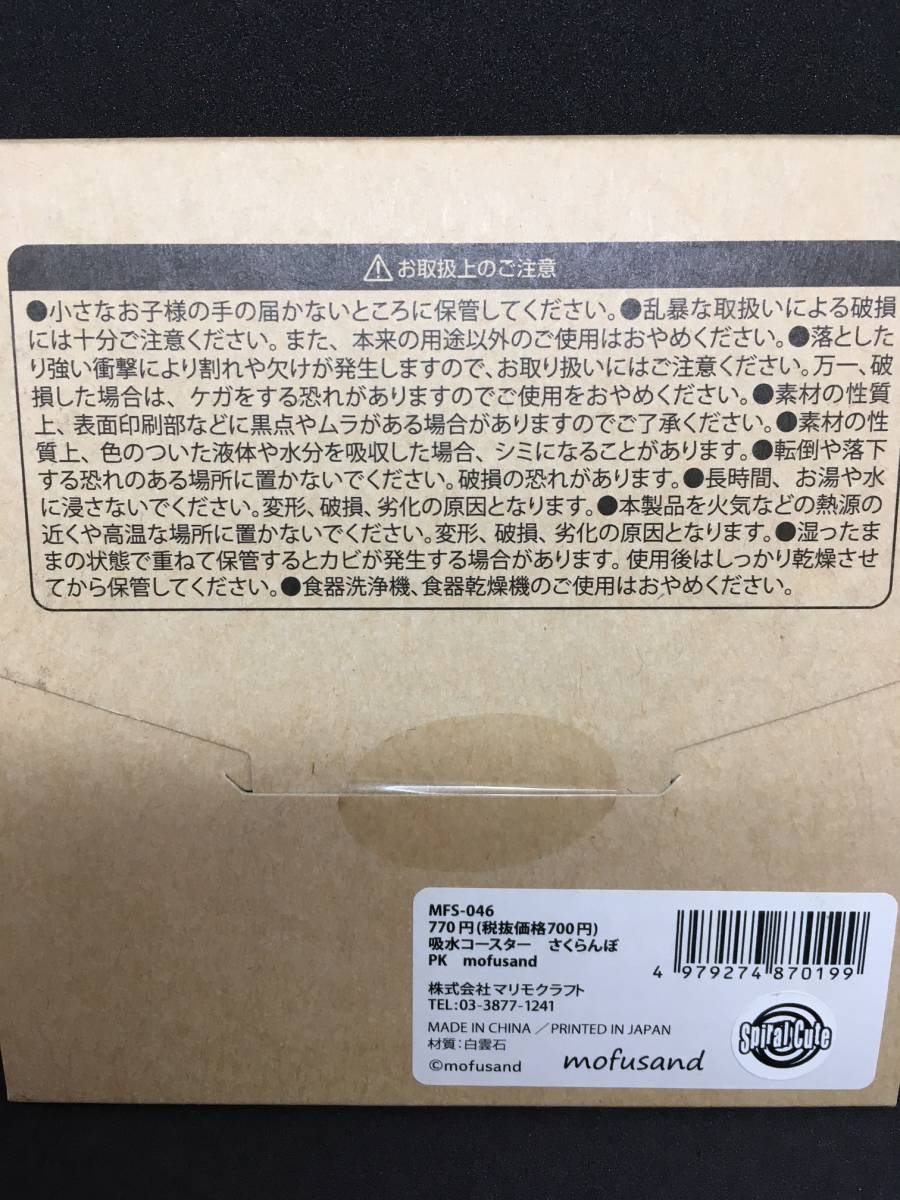 ⚠お取扱上のご注意
●小さなお子様の手の届かないところに保管してください。●乱暴な取扱いによる破損
には十分ご注意ください。また、本来の用途以外のご使用はおやめください。●落とした
り強い衝撃により割れや欠けが発生しますので、お取り扱いにはご注意ください。万一、破
損した場合は、ケガをする恐れがありますのでご使用をおやめください。●素材の性質
上、表面印刷部などに黒点やムラがある場合がありますのでご了承ください。●素材の性
質上、色のついた液体や水分を吸収した場合、シミになることがあります。●転倒や落下
する恐れのある場所に置かないでください。破損の恐れがあります。●長時間、お湯や水
に浸さないでください。変形、破損、劣化の原因となります。●本製品を火気などの熱源の
近くや高温な場所に置かないでください。変形、破損、劣化の原因となります。●湿ったま
まの状態で重ねて保管するとカビが発生する場合があります。使用後はしっかり乾燥させ
てから保管してください。●食器洗浄機、食器乾燥機のご使用はおやめください。
MFS-046
770円(税抜価格700円)
吸水コースター さくらんぼ
PK mofusand
4 979274 870199
株式会社マリモクラフト
TEL:03-3877-1241
MADE IN CHINA／PRINTED IN JAPAN
材質：白雲石
©mofusand
mofusand
Spiral Cute